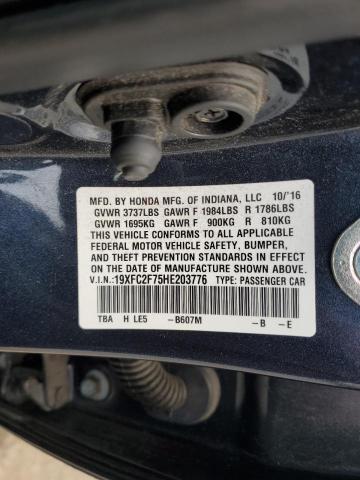 MFD. BY HONDA MFG. OF INDIANA, LLC 10/'16
GVWR 3737LBS GAWR F 1984LBS R 1786LBS
GVWR 1695KG GAWR F 900KG R 810KG
THIS VEHICLE CONFORMS TO ALL APPLICABLE
FEDERAL MOTOR VEHICLE SAFETY, BUMPER,
AND THEFT PREVENTION STANDARDS IN EFFECT
ON THE DATE OF MANUFACTURE SHOWN ABOVE.
V.I.N.:19XFC2F75HE203776 TYPE: PASSENGER CAR
TBA H LE5 -B607M -B -E